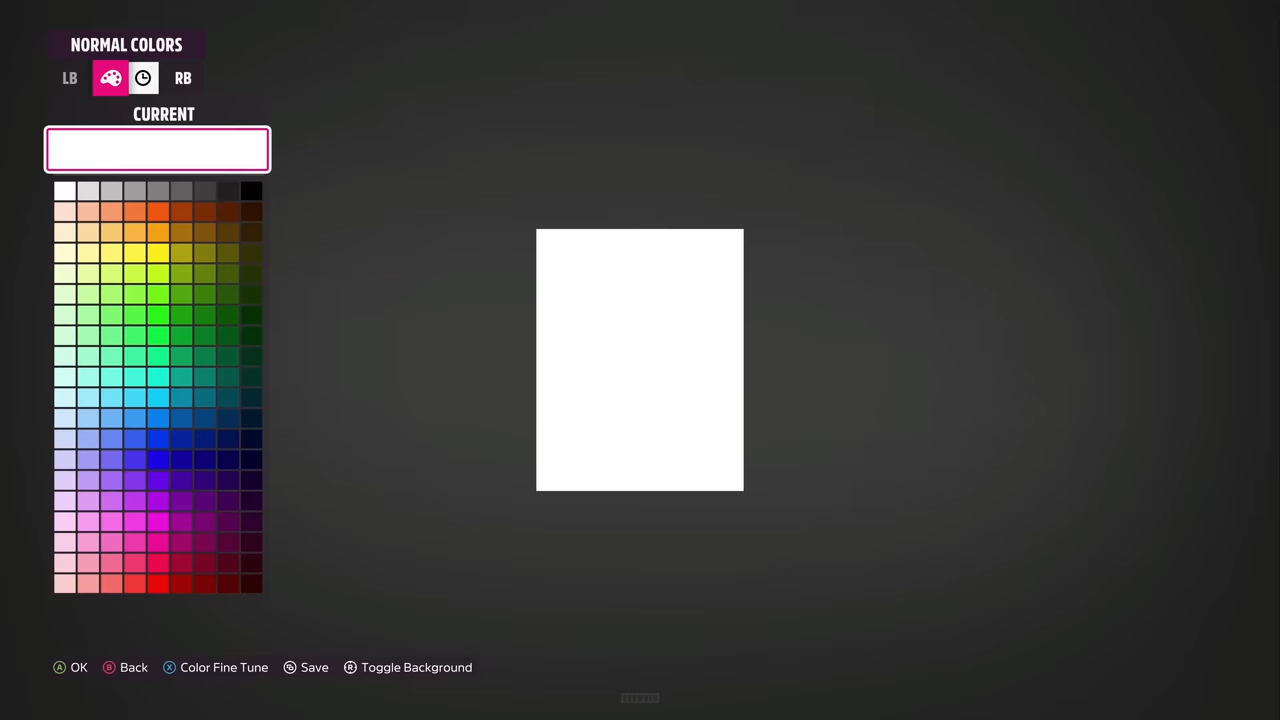 NORMAL COLORS
LB RB
CURRENT
A OK B Back X Color Fine Tune Save R Toggle Background